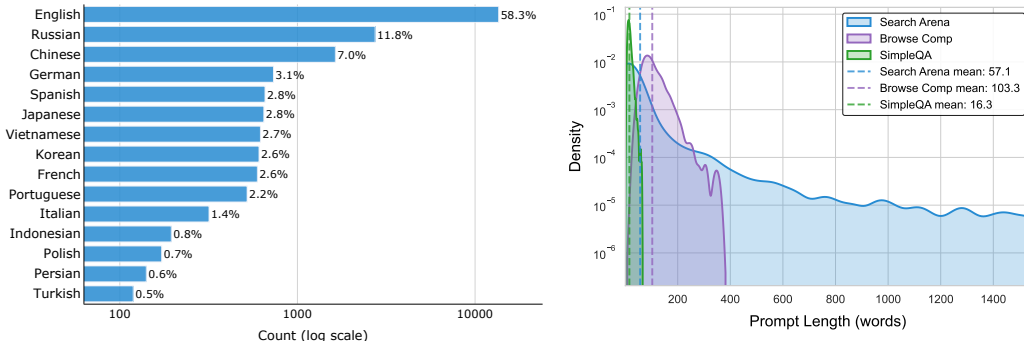 English 58.3%
Russian 11.8%
Chinese 7.0%
German 3.1%
Spanish 2.8%
Japanese 2.8%
Vietnamese 2.7%
Korean 2.6%
French 2.6%
Portuguese 2.2%
Italian 1.4%
Indonesian 0.8%
Polish 0.7%
Persian 0.6%
Turkish 0.5%
100 1000 10000
Count (log scale)
Density
10⁻¹
10⁻²
10⁻³
10⁻⁴
10⁻⁵
10⁻⁶
Search Arena
Browse Comp
SimpleQA
Search Arena mean: 57.1
Browse Comp mean: 103.3
SimpleQA mean: 16.3
200 400 600 800 1000 1200 1400
Prompt Length (words)